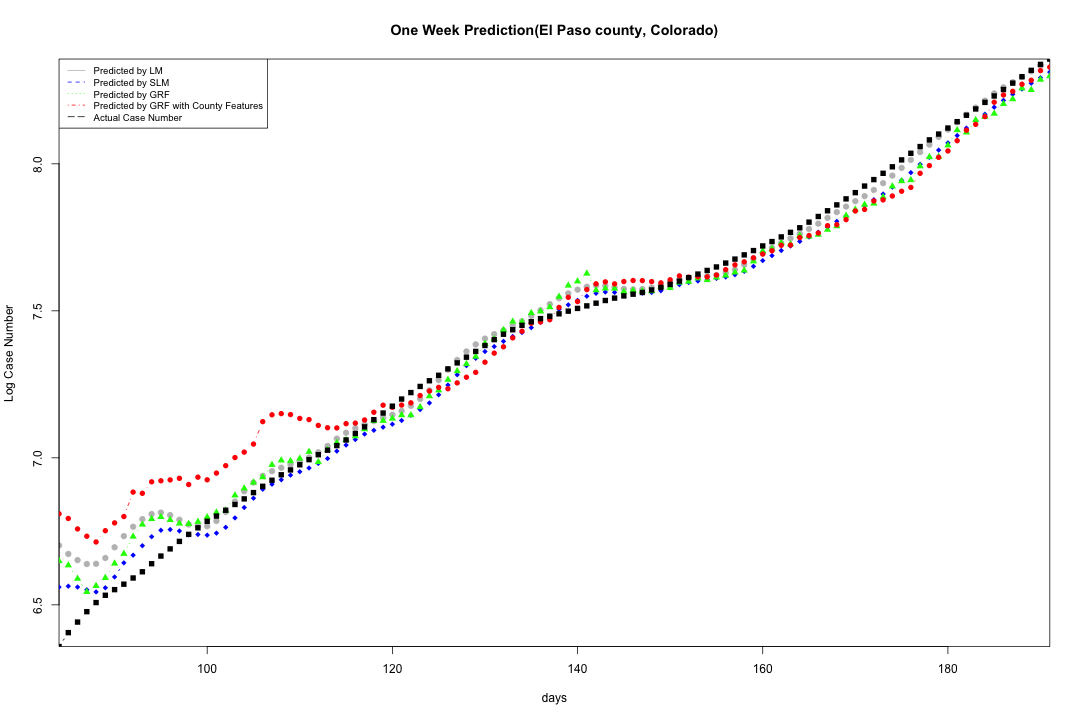 One Week Prediction(El Paso county, Colorado)
Predicted by LM
Predicted by SLM
Predicted by GRF
Predicted by GRF with County Features
Actual Case Number
Log Case Number
8.0
7.5
7.0
6.5
100 120 140 160 180
days